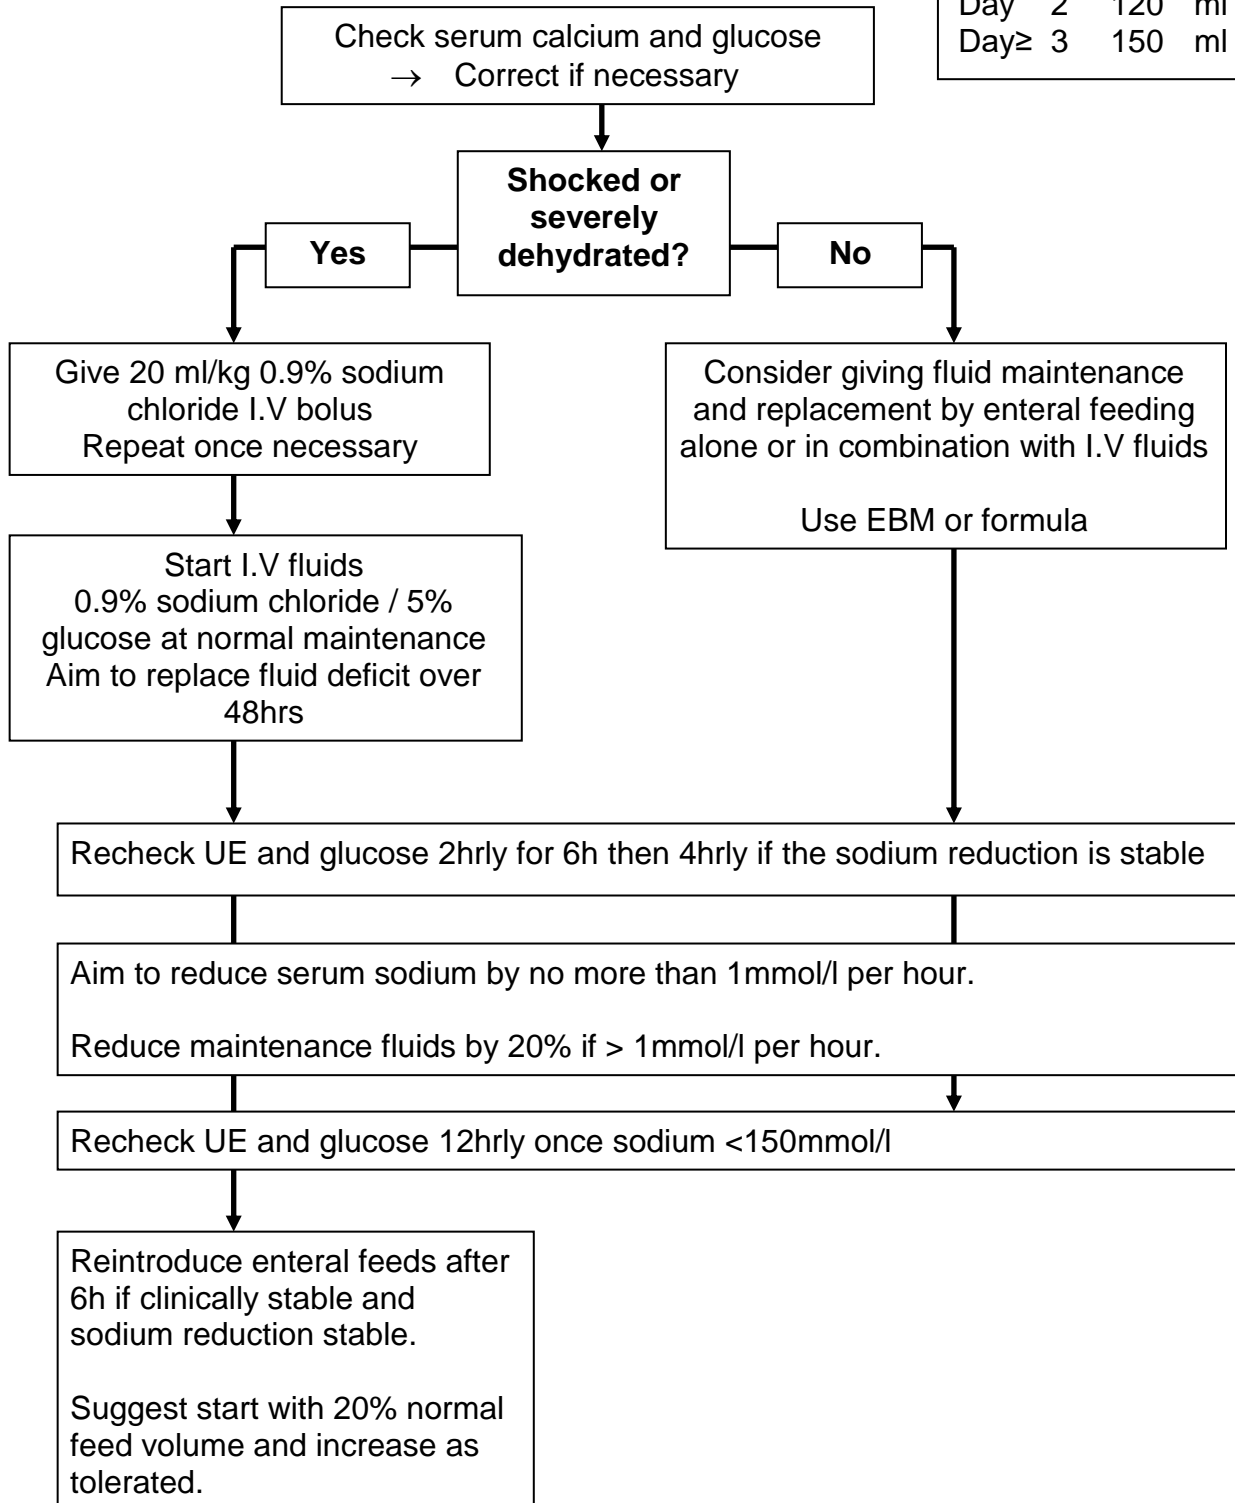 Day 2 120 ml
Day≥ 3 150 ml
Check serum calcium and glucose
→ Correct if necessary
Shocked or
severely
dehydrated?
Yes
No
Give 20 ml/kg 0.9% sodium
chloride I.V bolus
Repeat once necessary
Consider giving fluid maintenance
and replacement by enteral feeding
alone or in combination with I.V fluids
Use EBM or formula
Start I.V fluids
0.9% sodium chloride / 5%
glucose at normal maintenance
Aim to replace fluid deficit over
48hrs
Recheck UE and glucose 2hrly for 6h then 4hrly if the sodium reduction is stable
Aim to reduce serum sodium by no more than 1mmol/l per hour.
Reduce maintenance fluids by 20% if > 1mmol/l per hour.
Recheck UE and glucose 12hrly once sodium <150mmol/l
Reintroduce enteral feeds after
6h if clinically stable and
sodium reduction stable.
Suggest start with 20% normal
feed volume and increase as
tolerated.